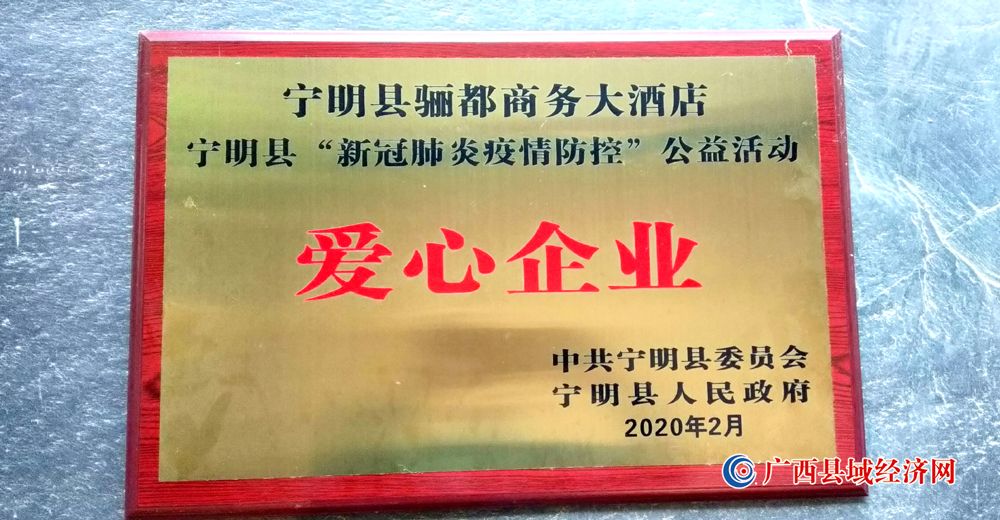 宁明县骊都商务大酒店
宁明县“新冠肺炎疫情防控”公益活动
爱心企业
中共宁明县委员会
宁明县人民政府
2020年2月
广西县域经济网